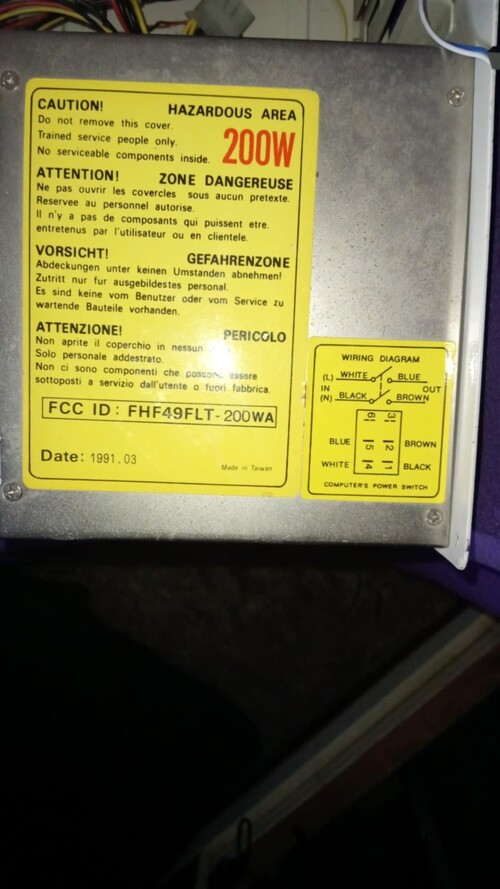 CAUTION! HAZARDOUS AREA
Do not remove this cover.
Trained service people only.
No serviceable components inside.
200W
ATTENTION! ZONE DANGEREUSE
Ne pas ouvrir les covercles sous aucun pretexte.
Reservee au personnel autorise.
Il n'y a pas de composants qui puissent etre.
entretenus par l'utilisateur ou en clientele.
VORSICHT! GEFAHRENZONE
Abdeckungen unter keinen Umstanden abnehmen!
Zutritt nur fur ausgebildestes personal.
Es sind keine vom Benutzer oder vom Service zu
wartende Bauteile vorhanden.
ATTENZIONE! PERICOLO
Non aprite il coperchio in nessun
Solo personale addestrato.
Non ci sono componenti che possono essere
sottoposti a servizio dall'utente o fuori fabbrica.
FCC ID: FHF49FLT-200WA
Date: 1991.03
Made in Taiwan
WIRING DIAGRAM
(L) WHITE BLUE
IN OUT
(N) BLACK BROWN
6 3
BLUE 5 2 BROWN
WHITE 4 1 BLACK
COMPUTER'S POWER SWITCH